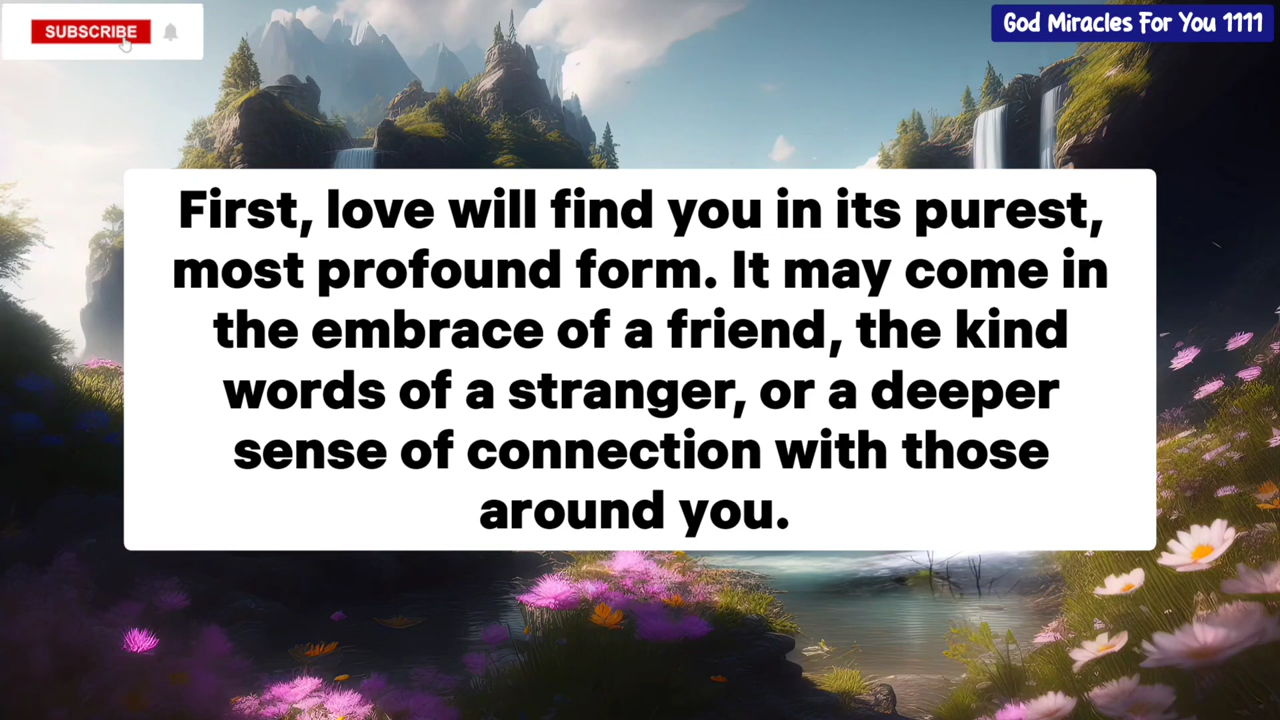 SUBSCRIBE
God Miracles For You 1111
First, love will find you in its purest,
most profound form. It may come in
the embrace of a friend, the kind
words of a stranger, or a deeper
sense of connection with those
around you.